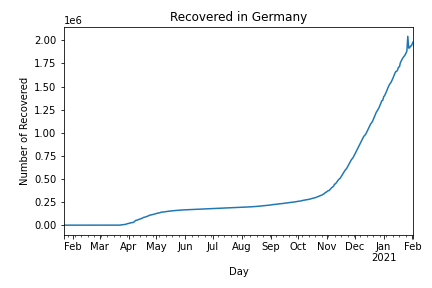 Recovered in Germany
1e6
2.00
1.75
1.50
1.25
1.00
0.75
0.50
0.25
0.00
Number of Recovered
Feb Mar Apr May Jun Jul Aug Sep Oct Nov Dec Jan Feb
2021
Day